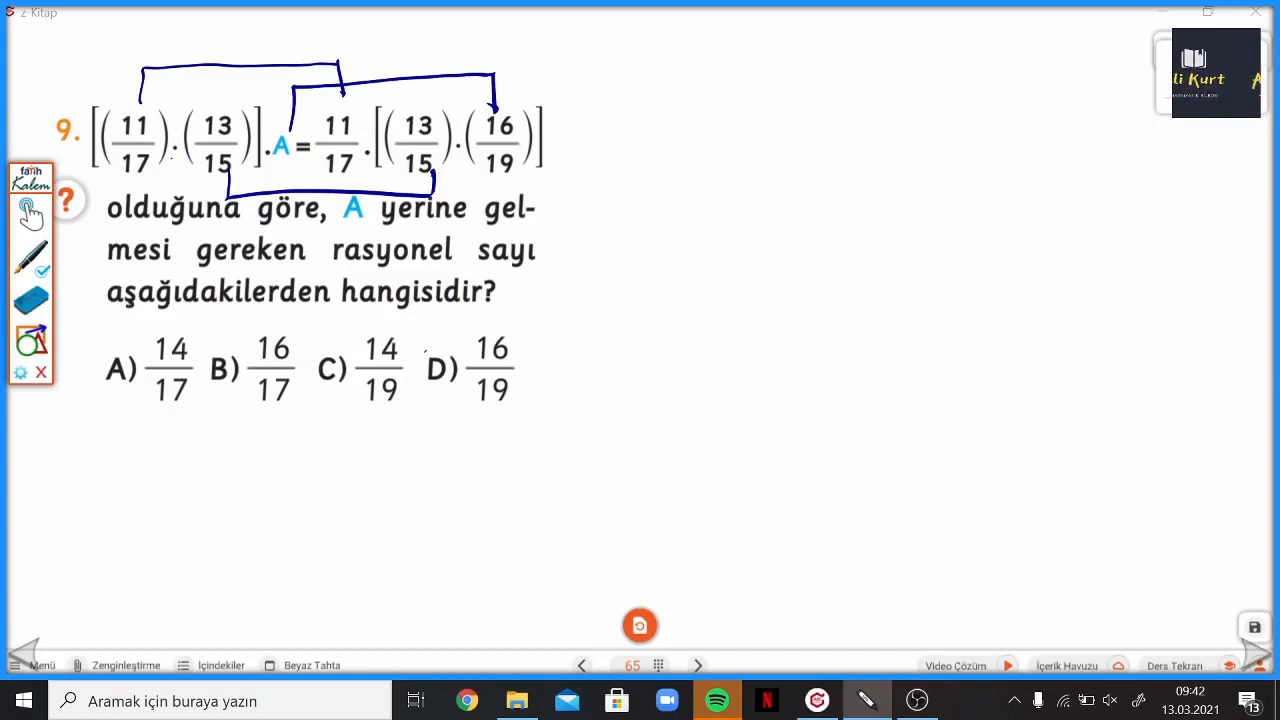 z-Kitap
li Kurt
9. [(11/17).(13/15)].A = 11/17.[(13/15).(16/19)]
olduğuna göre, A yerine gel-
mesi gereken rasyonel sayı
aşağıdakilerden hangisidir?
A) 14/17 B) 16/17 C) 14/19 D) 16/19
fatih
Kalem
?
Menü Zenginleştirme İçindekiler Beyaz Tahta 65 Video Çözüm İçerik Havuzu Ders Tekrarı
Aramak için buraya yazın
09:42
13.03.2021
13